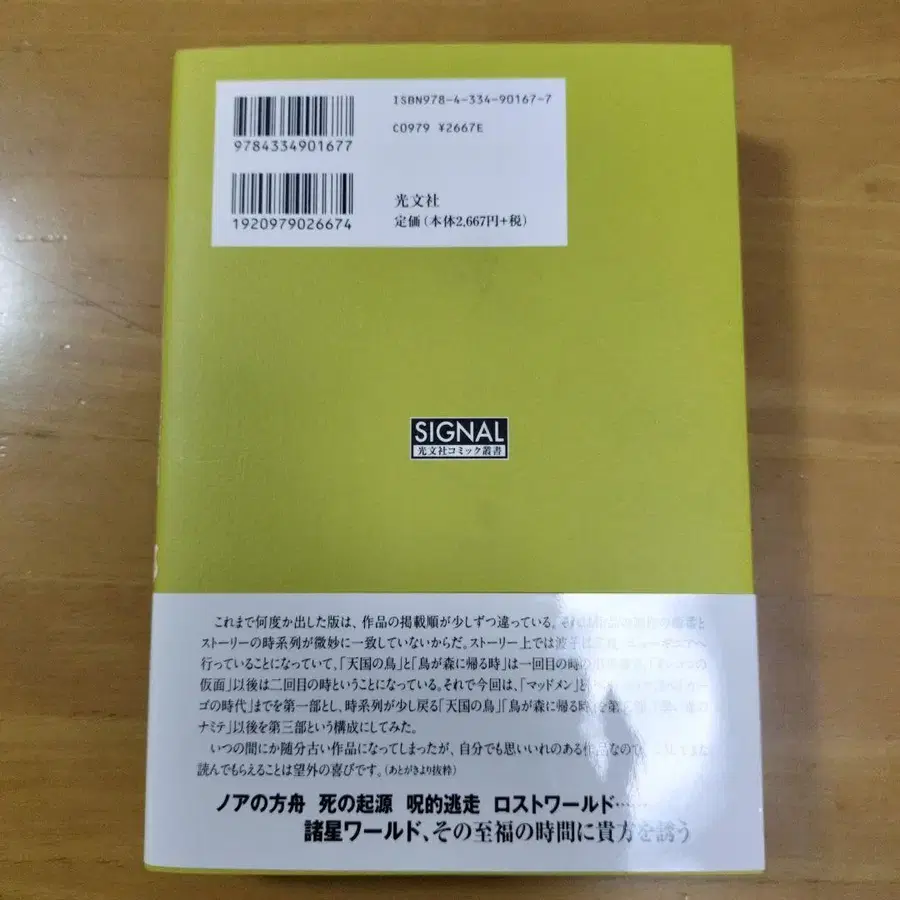 ISBN978-4-334-90167-7
C0979 ¥2667E
9784334901677
光文社
定価(本体2,667円+税)
1920979026674
SIGNAL
光文社コミック叢書
これまで何度か出した版は、作品の掲載順が少しずつ違っている。
ストーリーの時系列が微妙に一致していないからだ。ストーリー上では波子は ニューギニアへ
行っていることになっていて、「天国の鳥」と「鳥が森に帰る時」は一回目の時の
仮面」以後は二回目の時ということになっている。それで今回は、「マッドメン」
ゴの時代」までを第一部とし、時系列が少し戻る「天国の鳥」「鳥が森に帰る時」を第
ナミテ」以後を第三部という構成にしてみた。
いつの間にか随分古い作品になってしまったが、自分でも思いいれのある作品なので、
読んでもらえることは望外の喜びです。(あとがきより抜粋)
ノアの方舟 死の起源 呪的逃走 ロストワールド……
諸星ワールド、その至福の時間に貴方を誘う